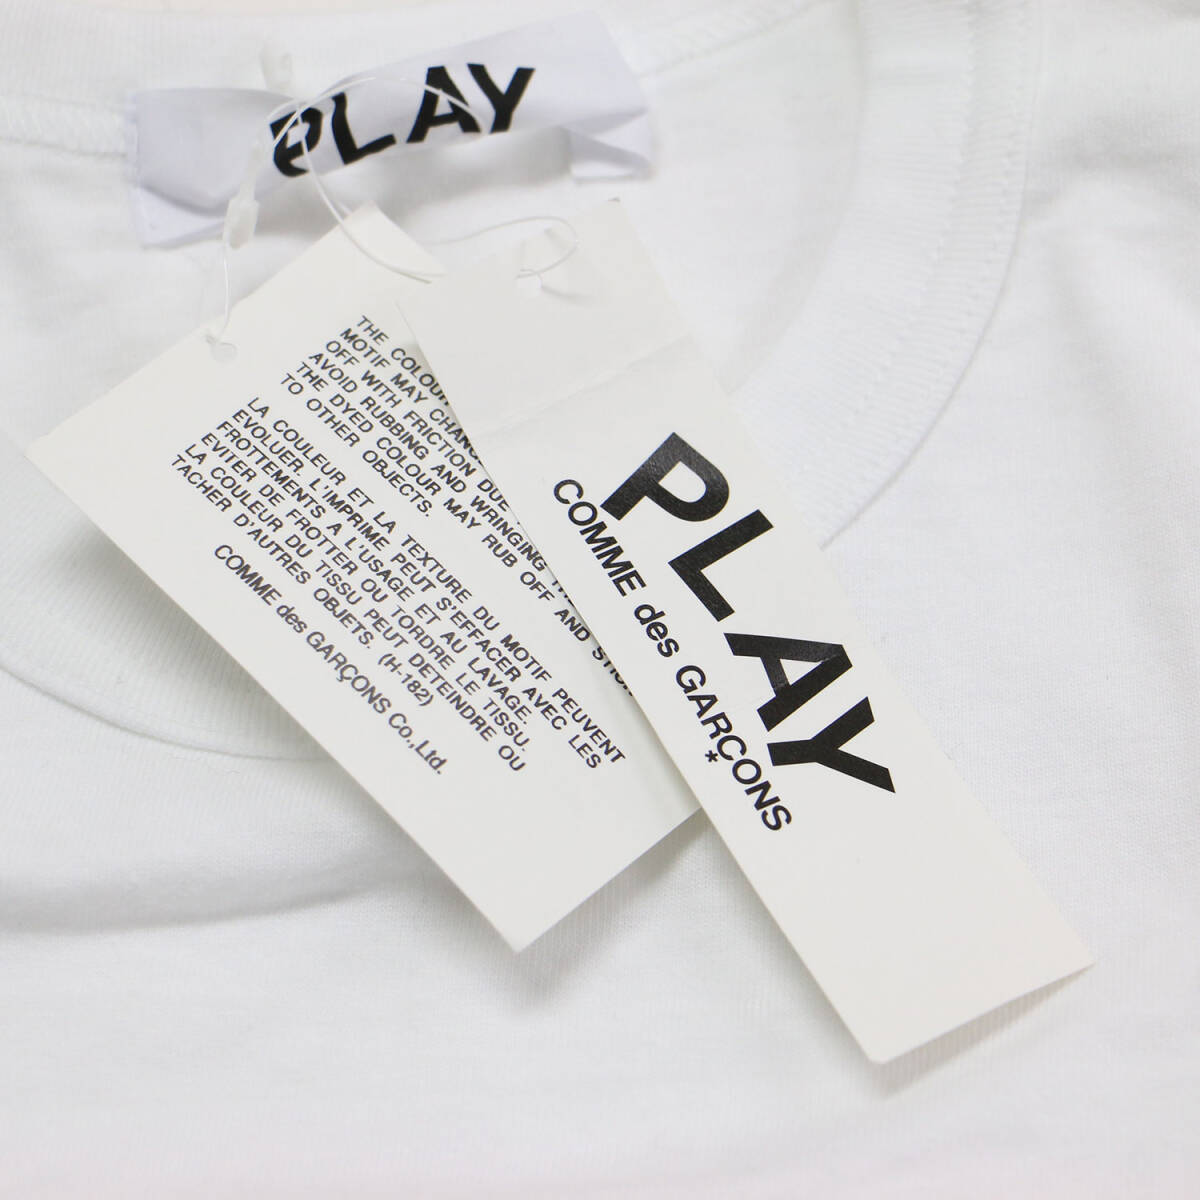 PLAY
THE COLOUR
MOTIF MAY CHANG
OFF WITH FRICTION DUE
AVOID RUBBING AND WRINGING TH
THE DYED COLOUR MAY RUB OFF AND
TO OTHER OBJECTS.
LA COULEUR ET LA TEXTURE DU MOTIF PEUVENT
EVOLUER. L'IMPRIME PEUT S'EFFACER AVEC LES
FROTTEMENTS A L'USAGE ET AU LAVAGE.
EVITER DE FROTTER OU TORDRE LE TISSU.
LA COULEUR DU TISSU PEUT DETEINDRE OU
TACHER D'AUTRES OBJETS. (H-182)
COMME des GARÇONS Co.,Ltd.
PLAY
COMME des GARÇONS
*